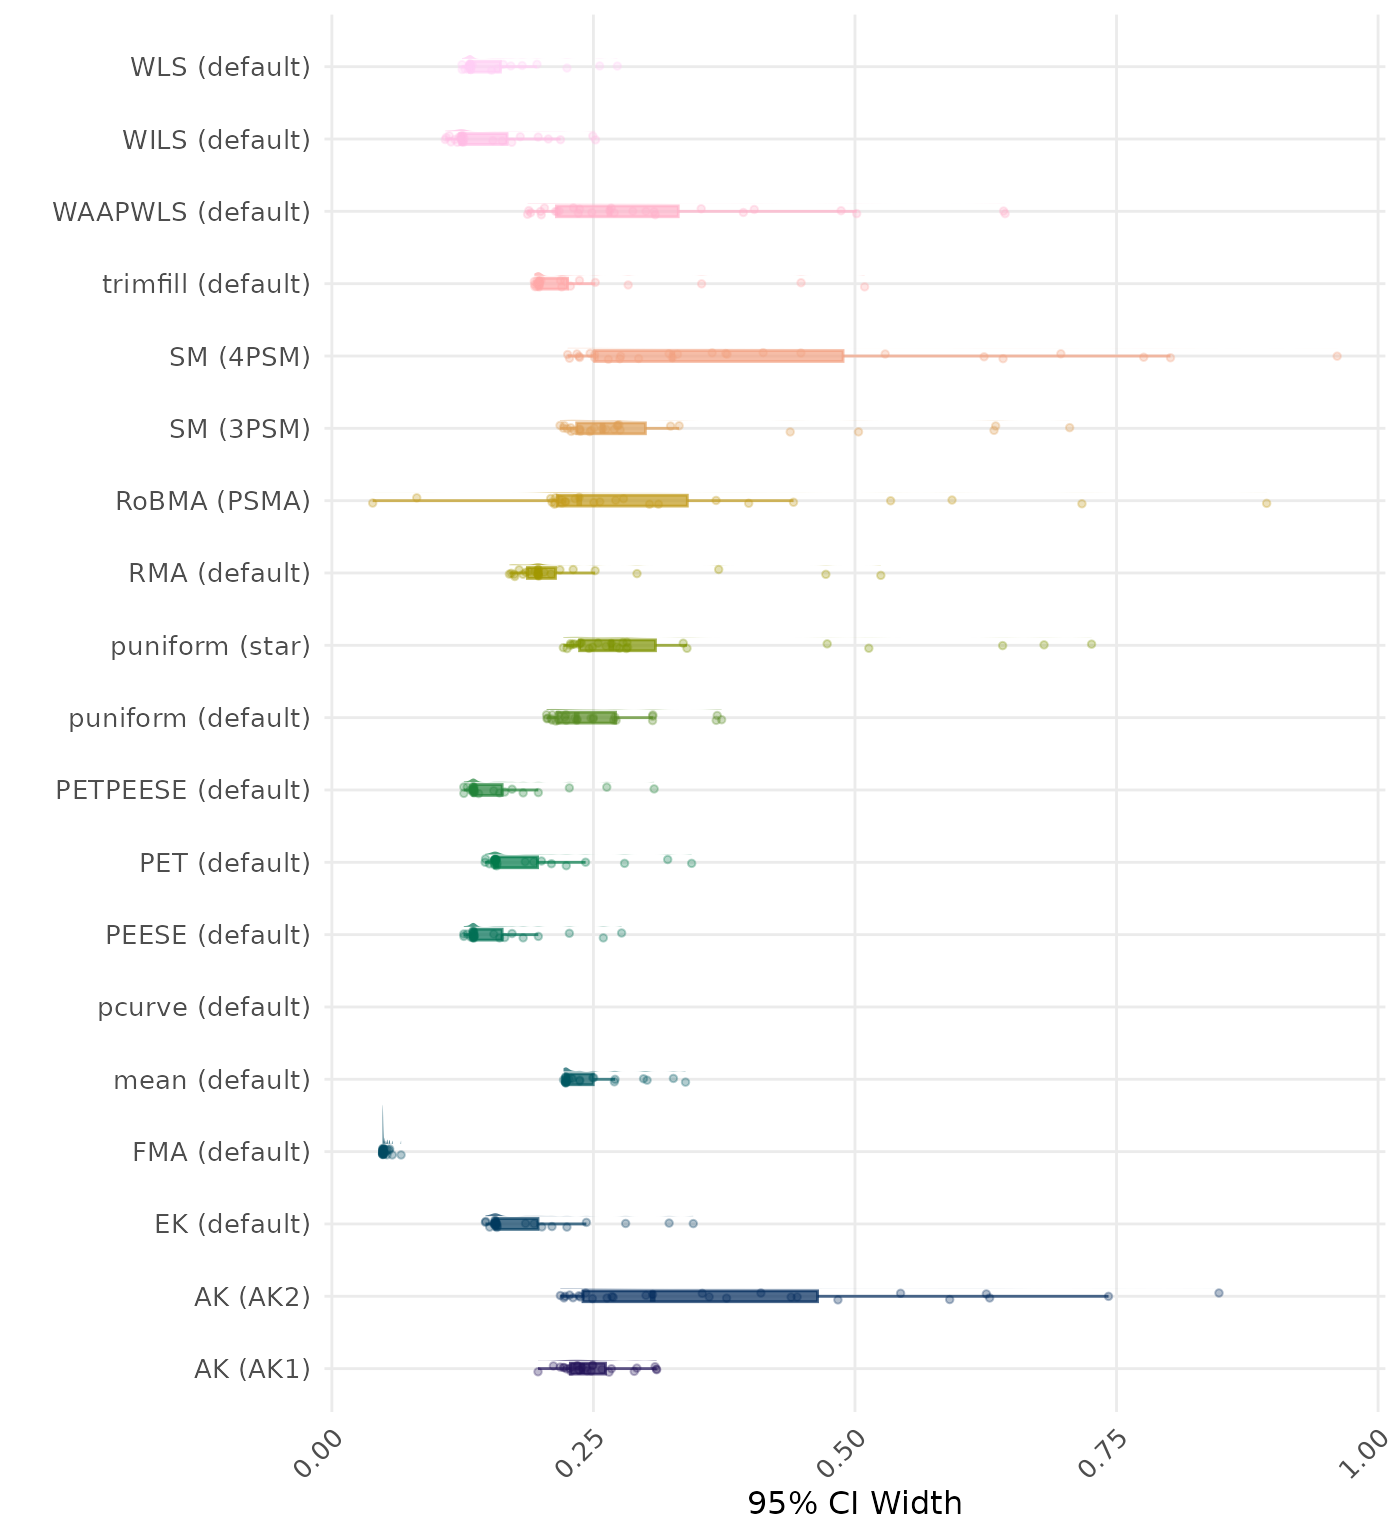 WLS (default)
WILS (default)
WAAPWLS (default)
trimfill (default)
SM (4PSM)
SM (3PSM)
RoBMA (PSMA)
RMA (default)
puniform (star)
puniform (default)
PETPEESE (default)
PET (default)
PEESE (default)
pcurve (default)
mean (default)
FMA (default)
EK (default)
AK (AK2)
AK (AK1)
0.00 0.25 0.50 0.75 1.00
95% CI Width